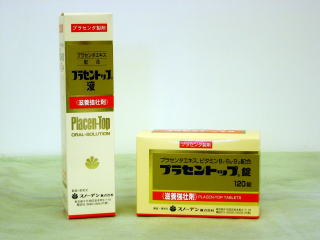 プラセンタ製剤
プラセンタエキス
配合
プラセントップ
液
〈滋養強壮剤〉
Placen-Top
ORAL-SOLUTION
スノーデン株式会社
プラセンタ製剤
プラセンタエキス、ビタミンB₁・B₂・B₆配合
プラセントップ錠
120錠
〈滋養強壮剤〉PLACEN-TOP TABLETS
スノーデン株式会社